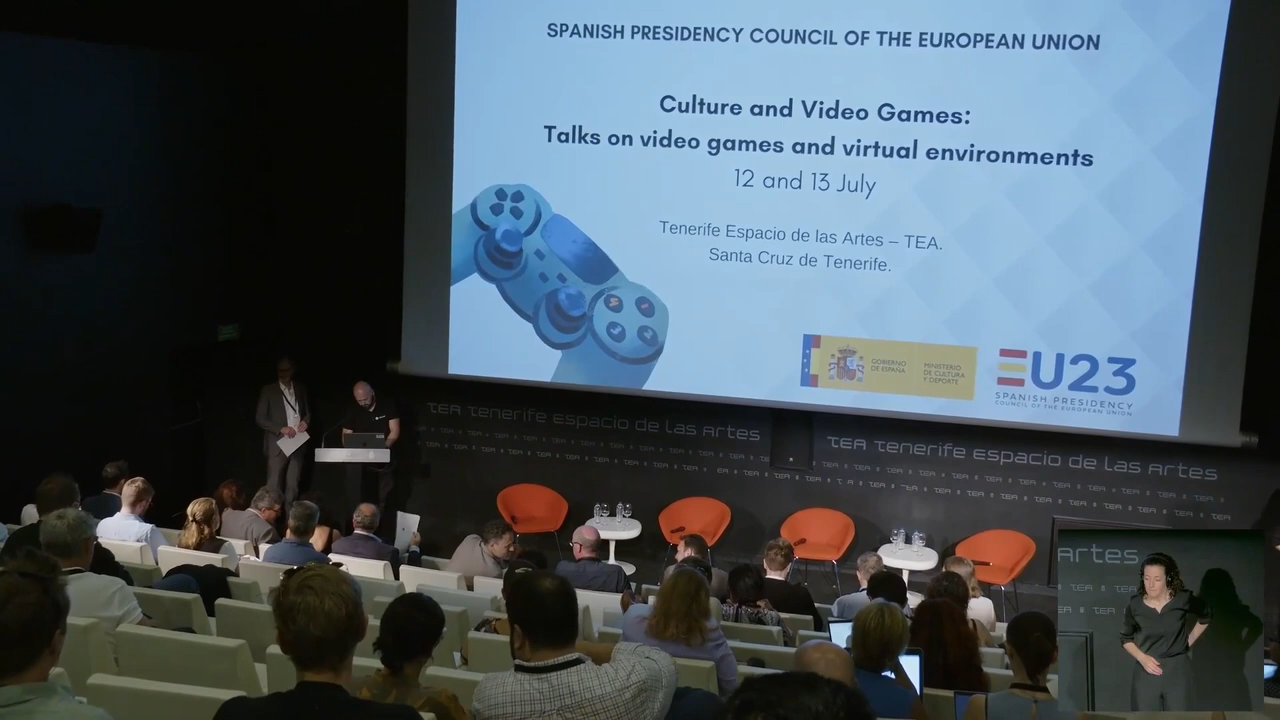 SPANISH PRESIDENCY COUNCIL OF THE EUROPEAN UNION
Culture and Video Games:
Talks on video games and virtual environments
12 and 13 July
Tenerife Espacio de las Artes – TEA.
Santa Cruz de Tenerife.
GOBIERNO
DE ESPAÑA
MINISTERIO
DE CULTURA
Y DEPORTE
EU23
SPANISH PRESIDENCY
COUNCIL OF THE EUROPEAN UNION
TEA Tenerife Espacio de las Artes
TEA Tenerife Espacio de las Artes
Artes